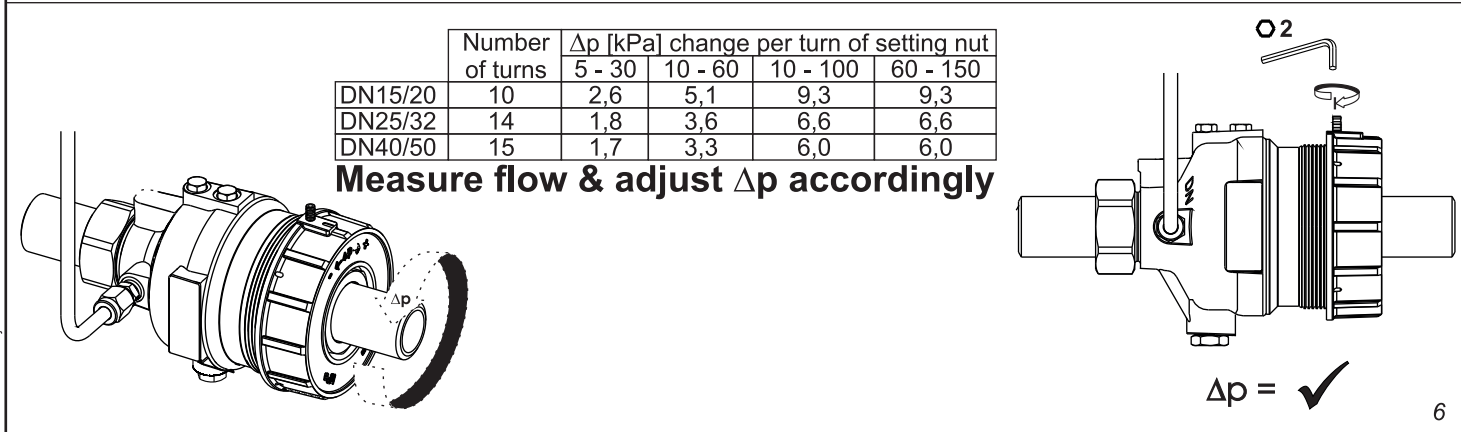 Number of turns Δp [kPa] change per turn of setting nut
5 - 30 10 - 60 10 - 100 60 - 150
DN15/20 10 2,6 5,1 9,3 9,3
DN25/32 14 1,8 3,6 6,6 6,6
DN40/50 15 1,7 3,3 6,0 6,0
Measure flow & adjust Δp accordingly
2
DN
- Δp +
Δp
Δp =
6